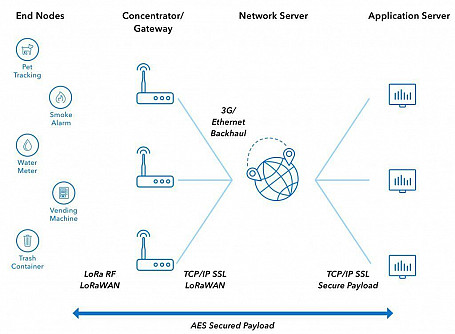 End Nodes
Concentrator/
Gateway
Network Server
Application Server
Pet
Tracking
Smoke
Alarm
Water
Meter
Vending
Machine
Trash
Container
3G/
Ethernet
Backhaul
LoRa RF
LoRaWAN
TCP/IP SSL
LoRaWAN
TCP/IP SSL
Secure Payload
AES Secured Payload